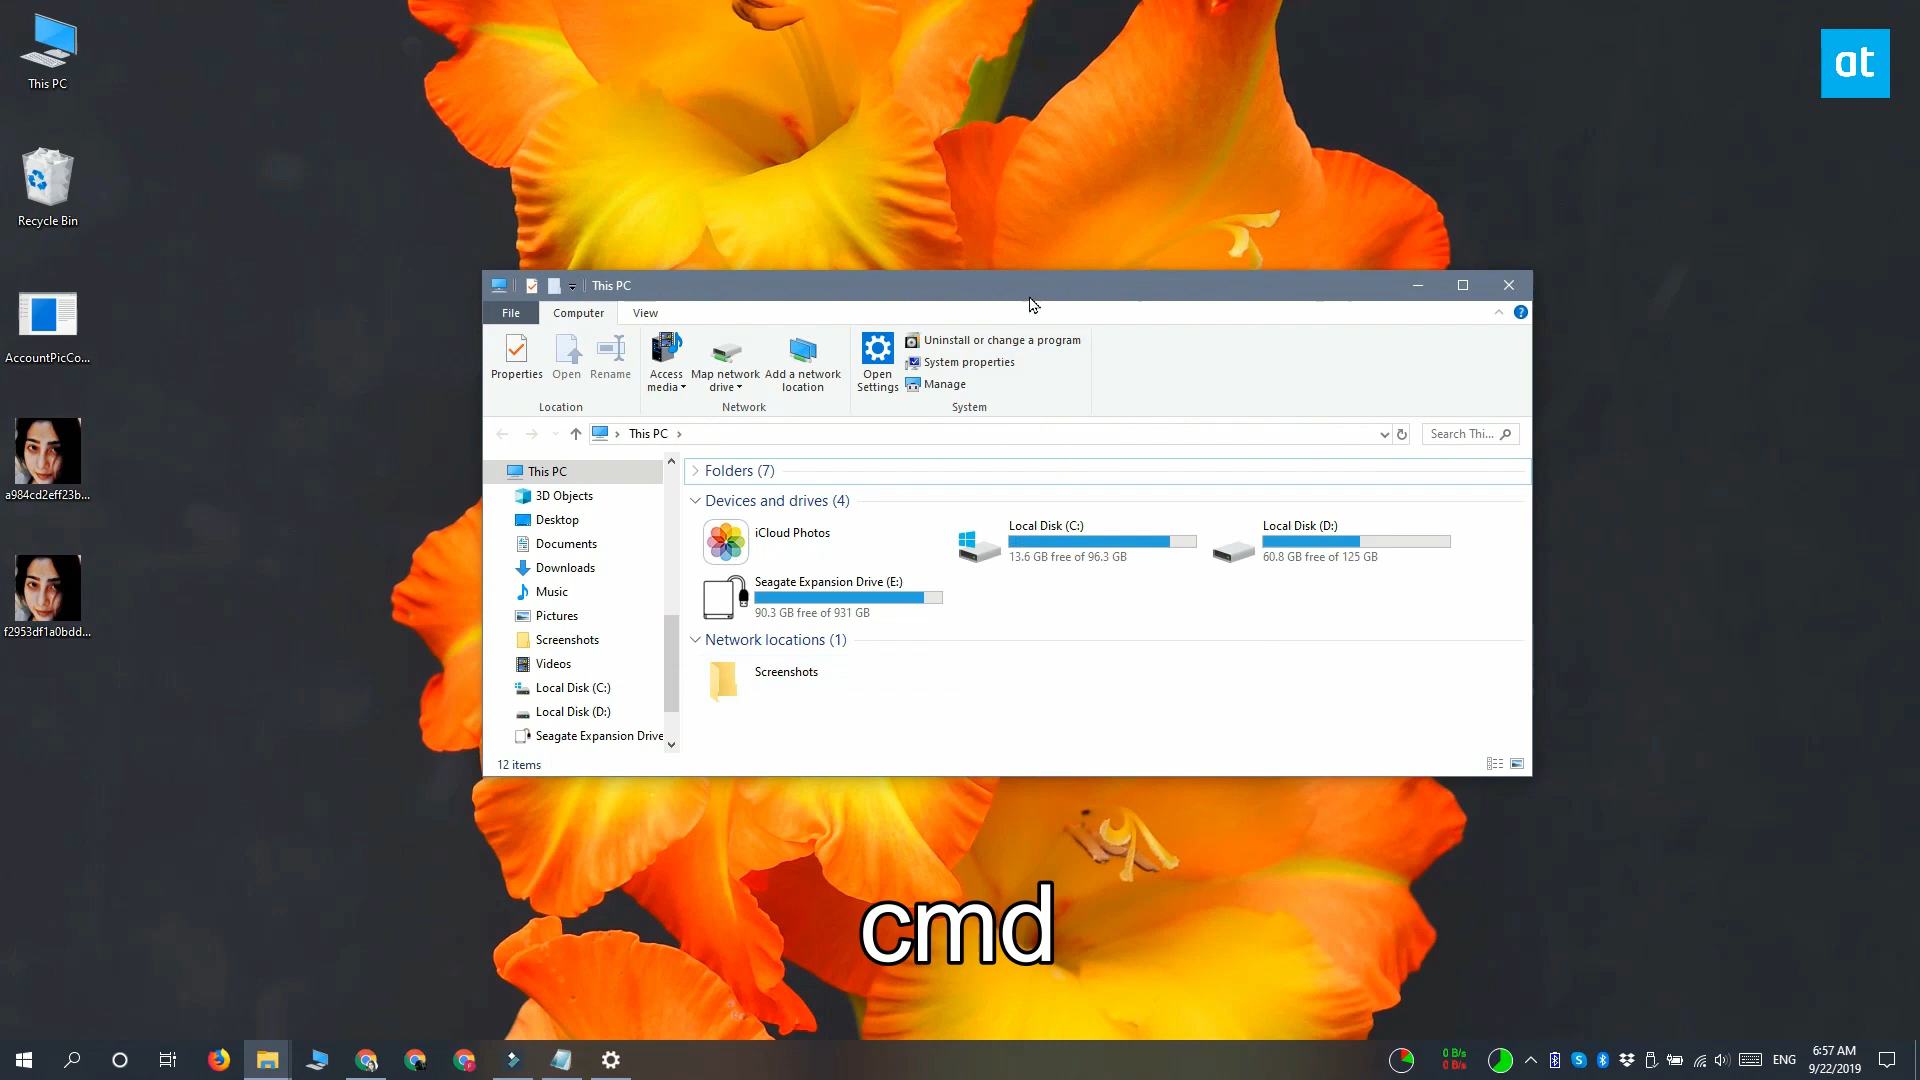 This PC
Recycle Bin
AccountPicCo...
a984cd2eff23b...
f2953df1a0bdd...
at
This PC
File
Computer
View
Properties
Open
Rename
Location
Access media
Map network drive
Add a network location
Network
Open Settings
Uninstall or change a program
System properties
Manage
System
This PC
Search Thi...
This PC
3D Objects
Desktop
Documents
Downloads
Music
Pictures
Screenshots
Videos
Local Disk (C:)
Local Disk (D:)
Seagate Expansion Drive
Folders (7)
Devices and drives (4)
iCloud Photos
Local Disk (C:)
13.6 GB free of 96.3 GB
Local Disk (D:)
60.8 GB free of 125 GB
Seagate Expansion Drive (E:)
90.3 GB free of 931 GB
Network locations (1)
Screenshots
12 items
cmd
0 B/s
0 B/s
ENG
6:57 AM
9/22/2019